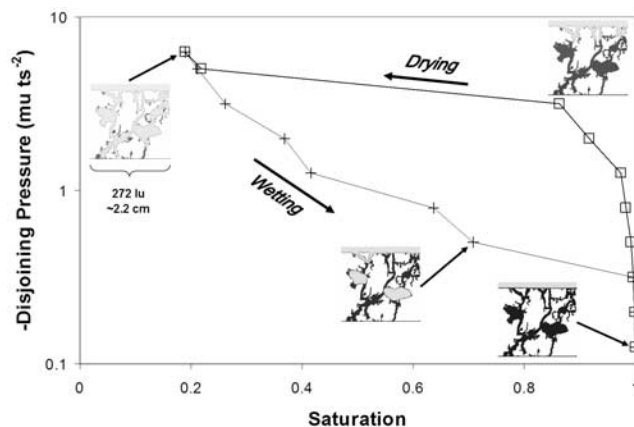 10
1
0.1
-Disjoining Pressure (mu ts⁻²)
Drying
Wetting
272 lu
~2.2 cm
0
0.2
0.4
0.6
0.8
1
Saturation